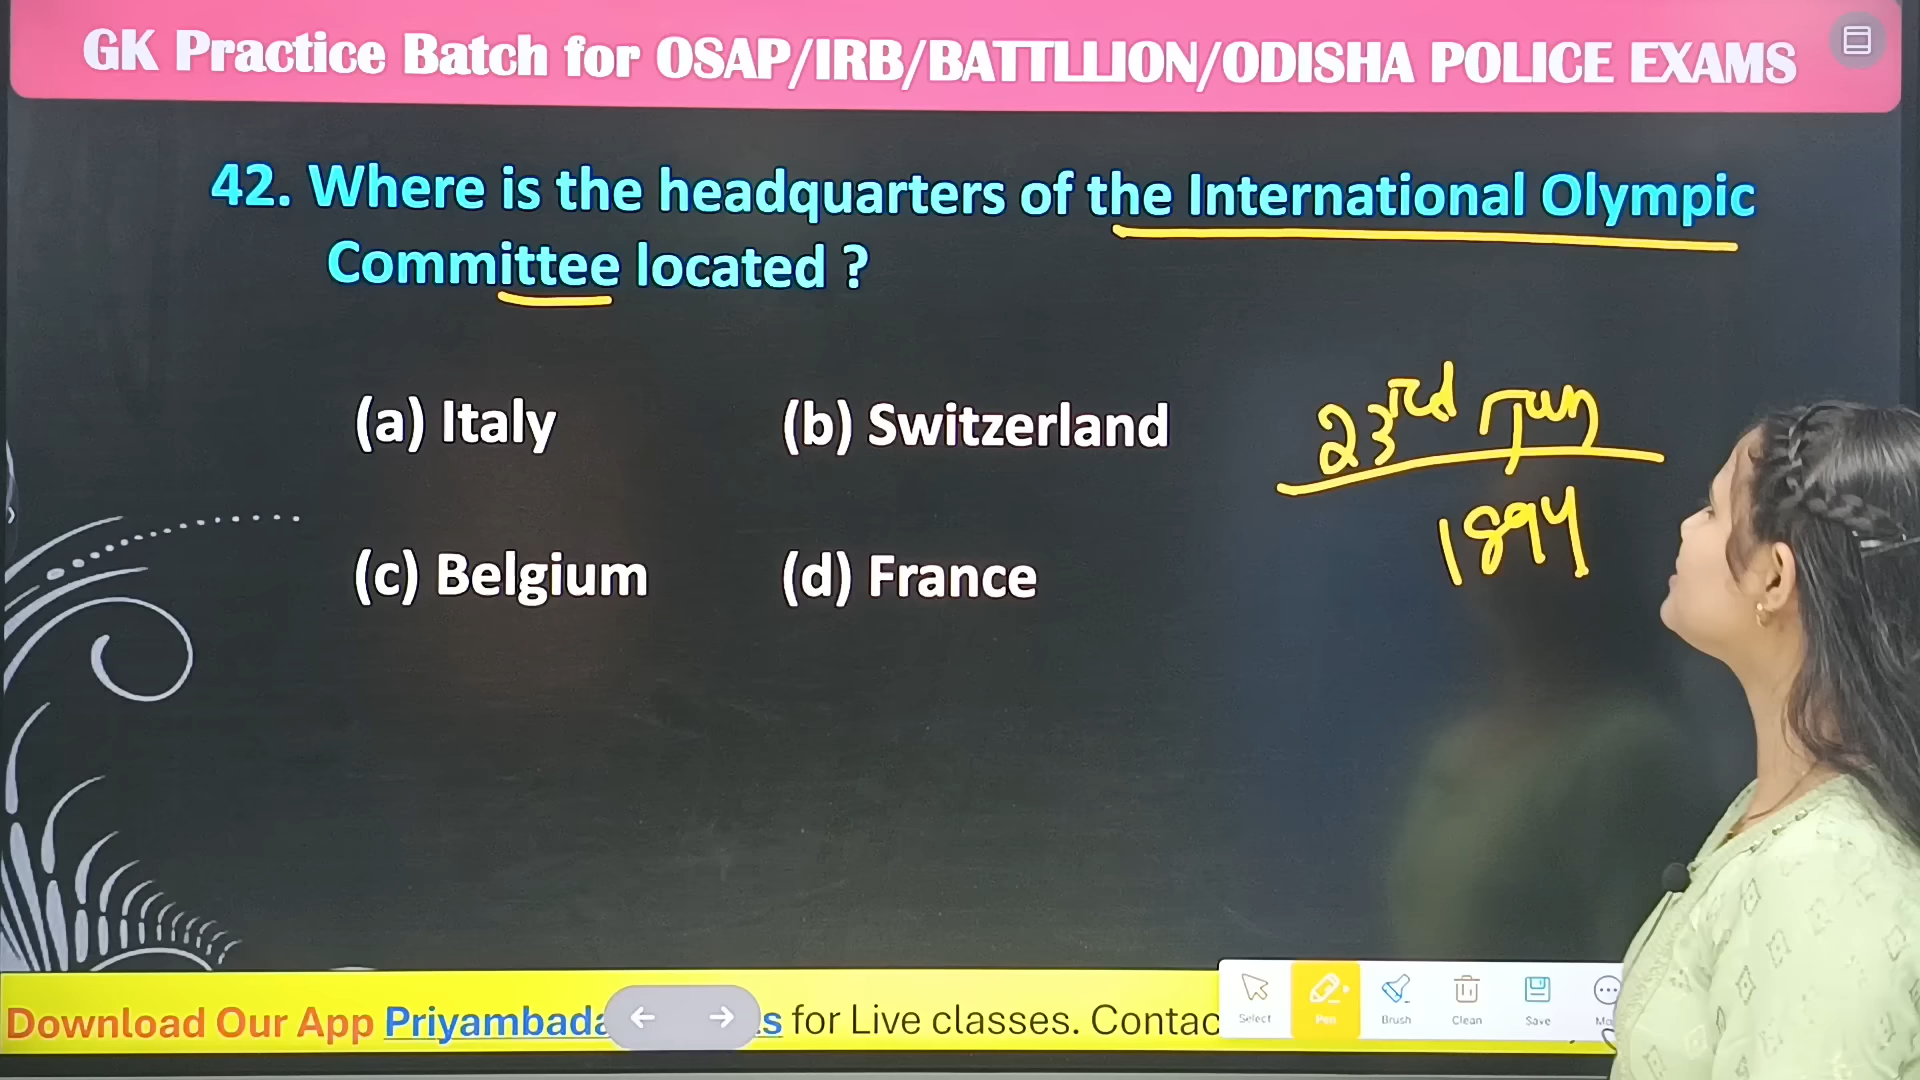 GK Practice Batch for OSAP/IRB/BATTLLION/ODISHA POLICE EXAMS
42. Where is the headquarters of the International Olympic
Committee located ?
(a) Italy
(b) Switzerland
23rd Jun
1894
(c) Belgium
(d) France
Download Our App Priyambada s for Live classes. Contac
Select
Pen
Brush
Clean
Save